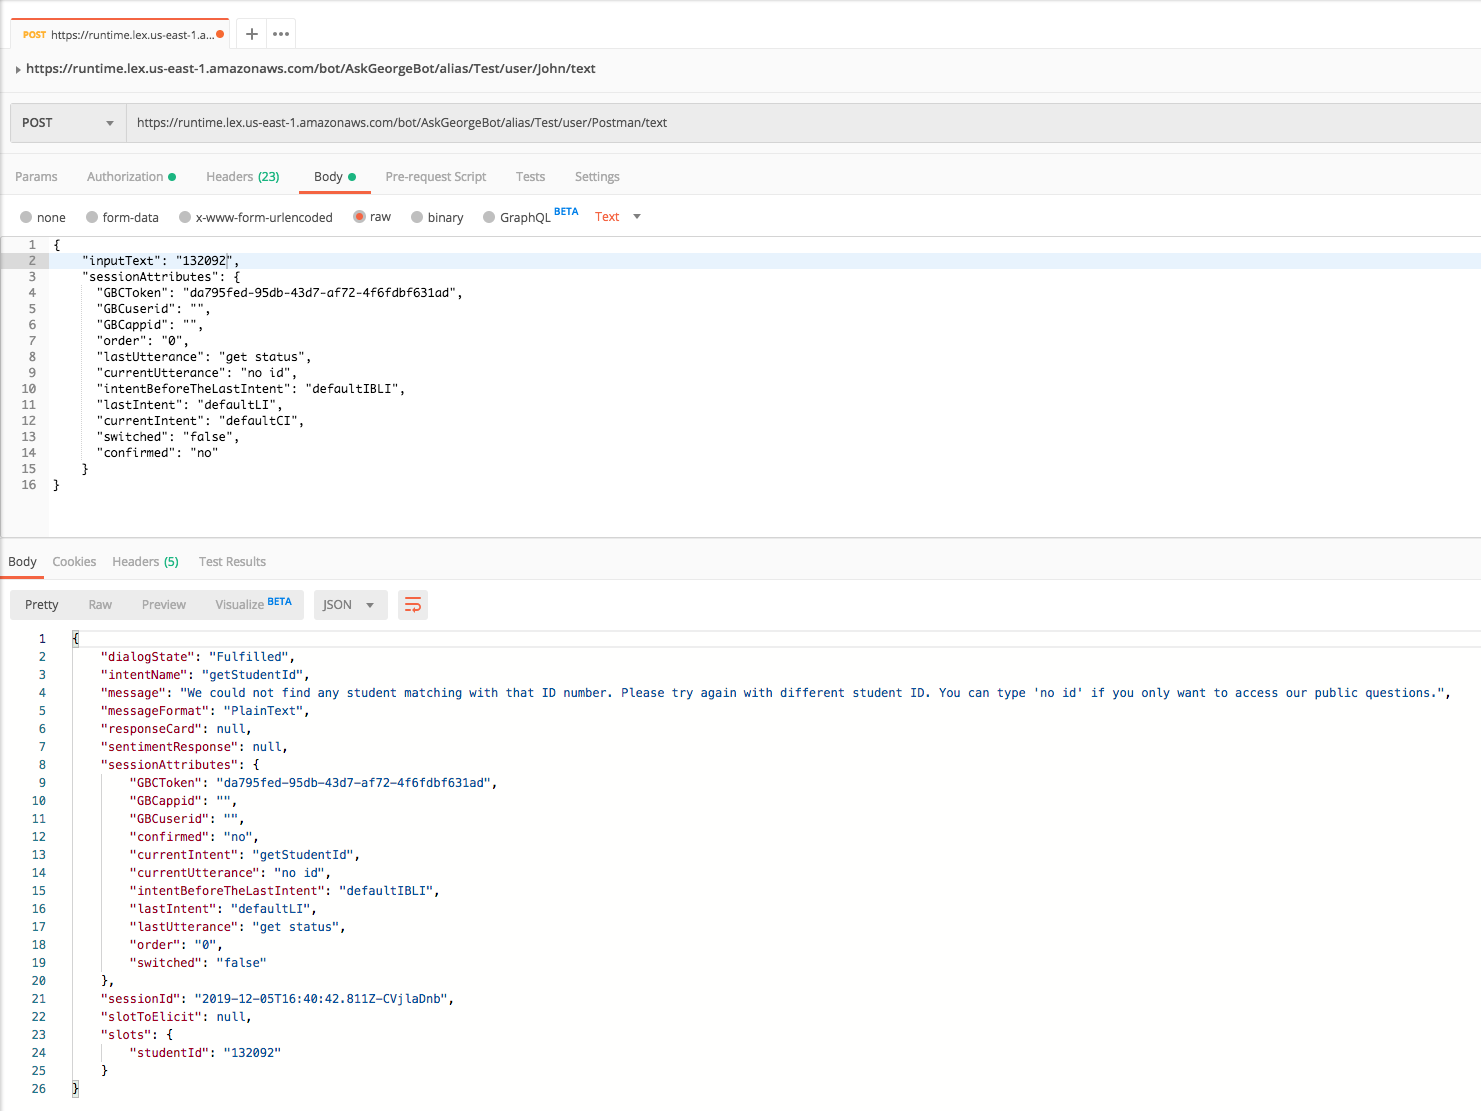 POST https://runtime.lex.us-east-1.a...
https://runtime.lex.us-east-1.amazonaws.com/bot/AskGeorgeBot/alias/Test/user/John/text
POST https://runtime.lex.us-east-1.amazonaws.com/bot/AskGeorgeBot/alias/Test/user/Postman/text
Params Authorization Headers (23) Body Pre-request Script Tests Settings
none form-data x-www-form-urlencoded raw binary GraphQL BETA Text
1 {
2 "inputText": "132092",
3 "sessionAttributes": {
4 "GBCToken": "da795fed-95db-43d7-af72-4f6fdbf631ad",
5 "GBCuserid": "",
6 "GBCappid": "",
7 "order": "0",
8 "lastUtterance": "get status",
9 "currentUtterance": "no id",
10 "intentBeforeTheLastIntent": "defaultIBLI",
11 "lastIntent": "defaultLI",
12 "currentIntent": "defaultCI",
13 "switched": "false",
14 "confirmed": "no"
15 }
16 }
Body Cookies Headers (5) Test Results
Pretty Raw Preview Visualize BETA JSON
1 {
2 "dialogState": "Fulfilled",
3 "intentName": "getStudentId",
4 "message": "We could not find any student matching with that ID number. Please try again with different student ID. You can type 'no id' if you only want to access our public questions.",
5 "messageFormat": "PlainText",
6 "responseCard": null,
7 "sentimentResponse": null,
8 "sessionAttributes": {
9 "GBCToken": "da795fed-95db-43d7-af72-4f6fdbf631ad",
10 "GBCappid": "",
11 "GBCuserid": "",
12 "confirmed": "no",
13 "currentIntent": "getStudentId",
14 "currentUtterance": "no id",
15 "intentBeforeTheLastIntent": "defaultIBLI",
16 "lastIntent": "defaultLI",
17 "lastUtterance": "get status",
18 "order": "0",
19 "switched": "false"
20 },
21 "sessionId": "2019-12-05T16:40:42.811Z-CVjlaDnb",
22 "slotToElicit": null,
23 "slots": {
24 "studentId": "132092"
25 }
26 }